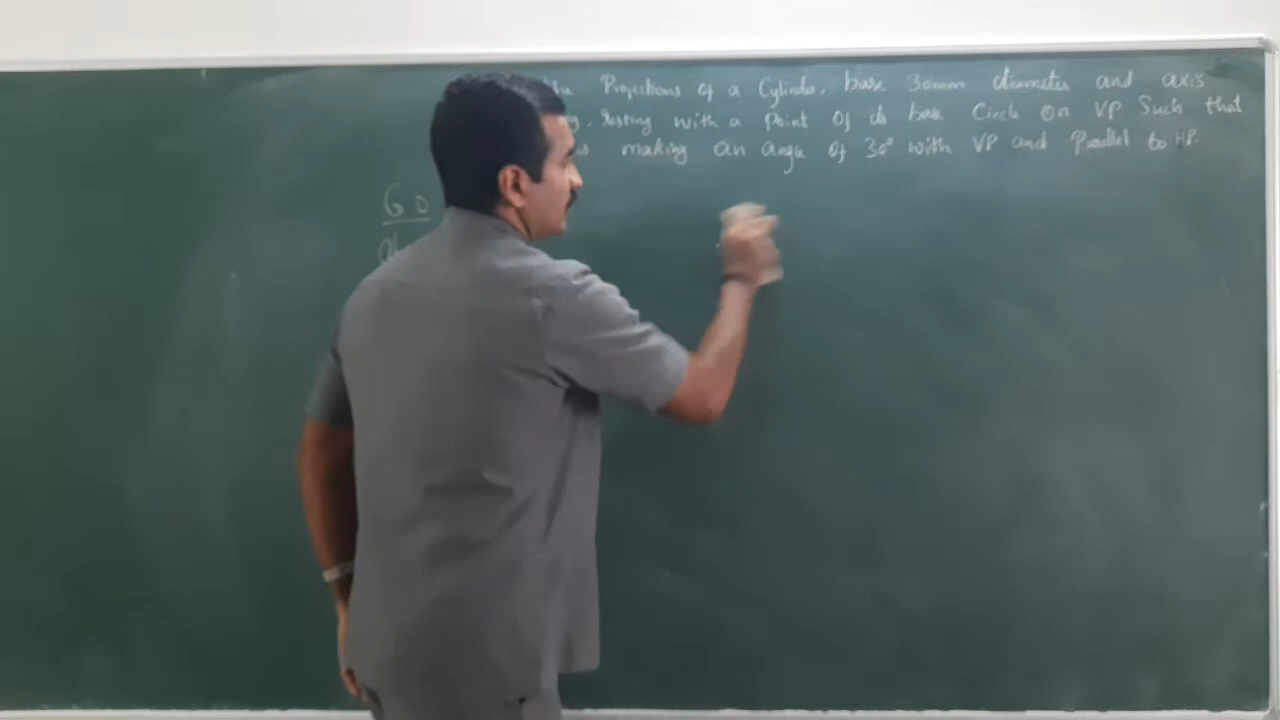 Projections of a Cylinder, base 30mm diameter and axis
resting with a point of its base Circle on VP Such that
making an angle of 30° with VP and Parallel to HP.
GD